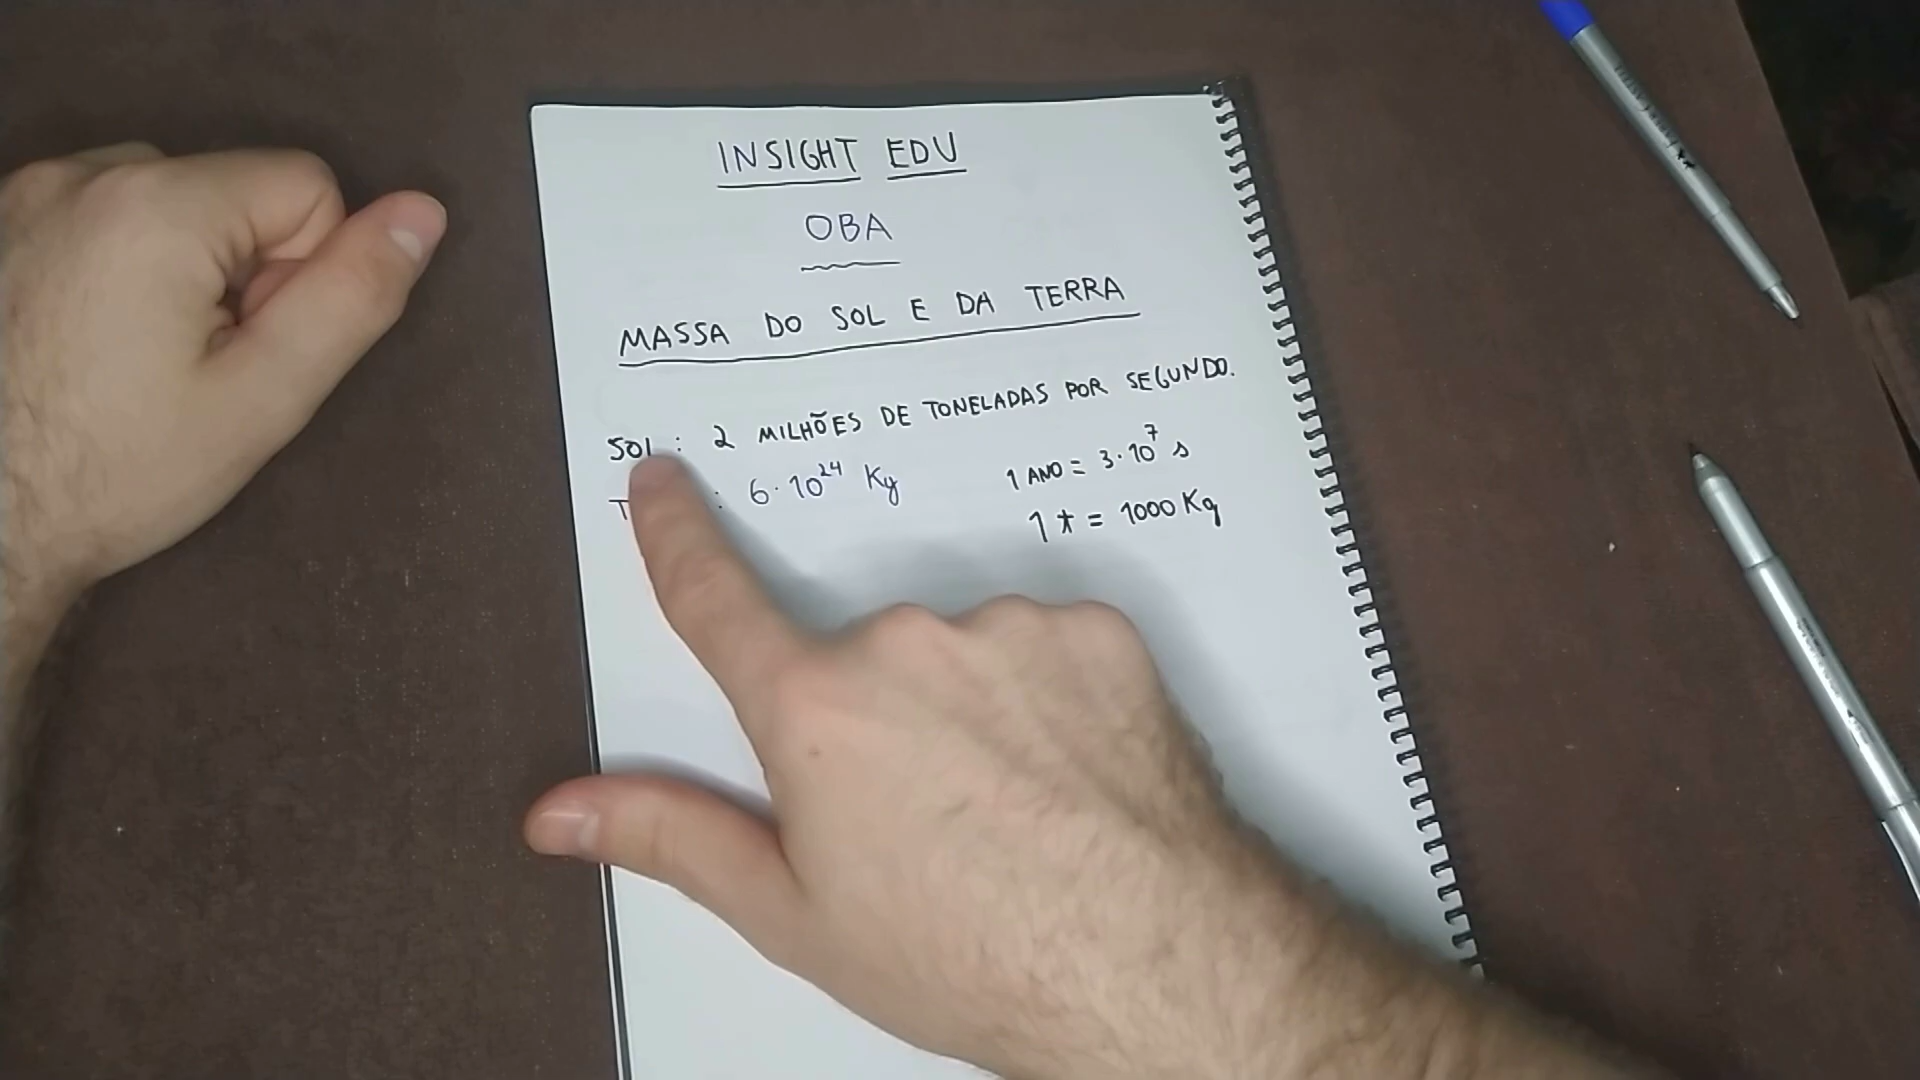 INSIGHT EDU
OBA
MASSA DO SOL E DA TERRA
SOL : 2 MILHÕES DE TONELADAS POR SEGUNDO.
: 6·10²⁴ Kg
1 ANO = 3·10⁷ s
1 t = 1000 Kg